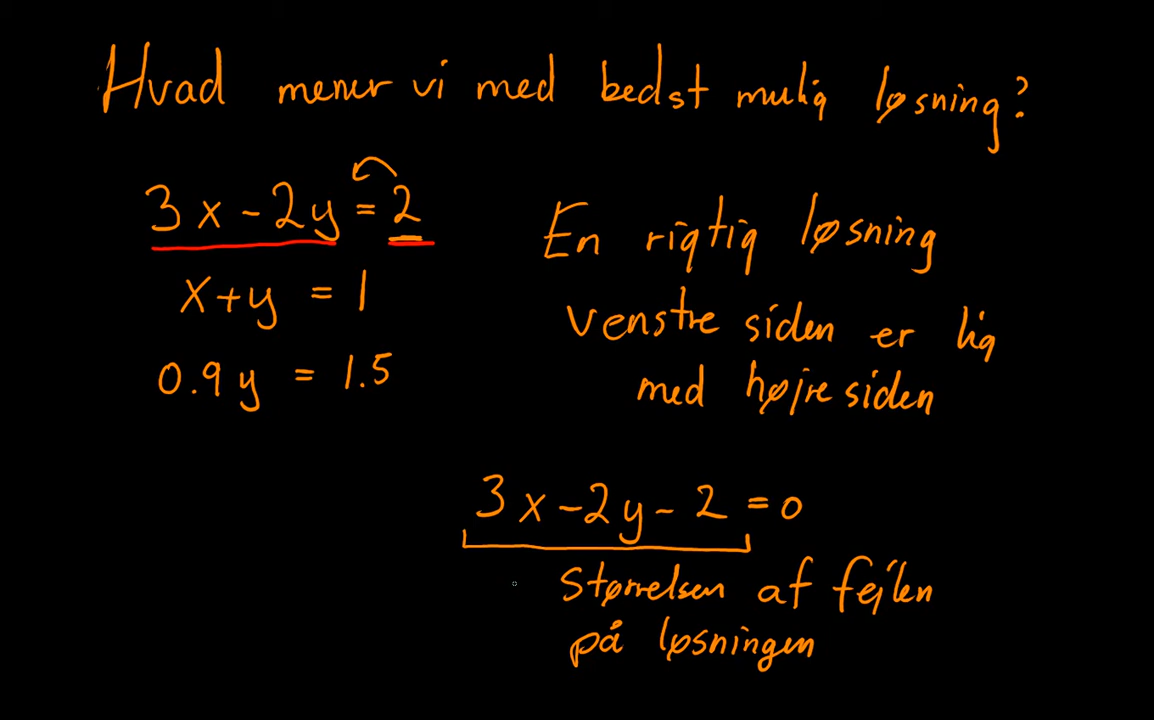 Hvad mener vi med bedst mulig løsning?
3x - 2y = 2
x + y = 1
0.9y = 1.5
En rigtig løsning
venstre siden er lig
med højre siden
3x - 2y - 2 = 0
Størrelsen af fejlen
på løsningen